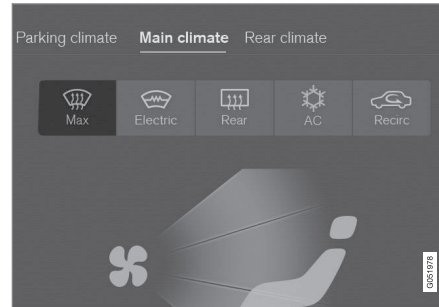 Parking climate Main climate Rear climate
Max Electric Rear AC Recirc
G051978